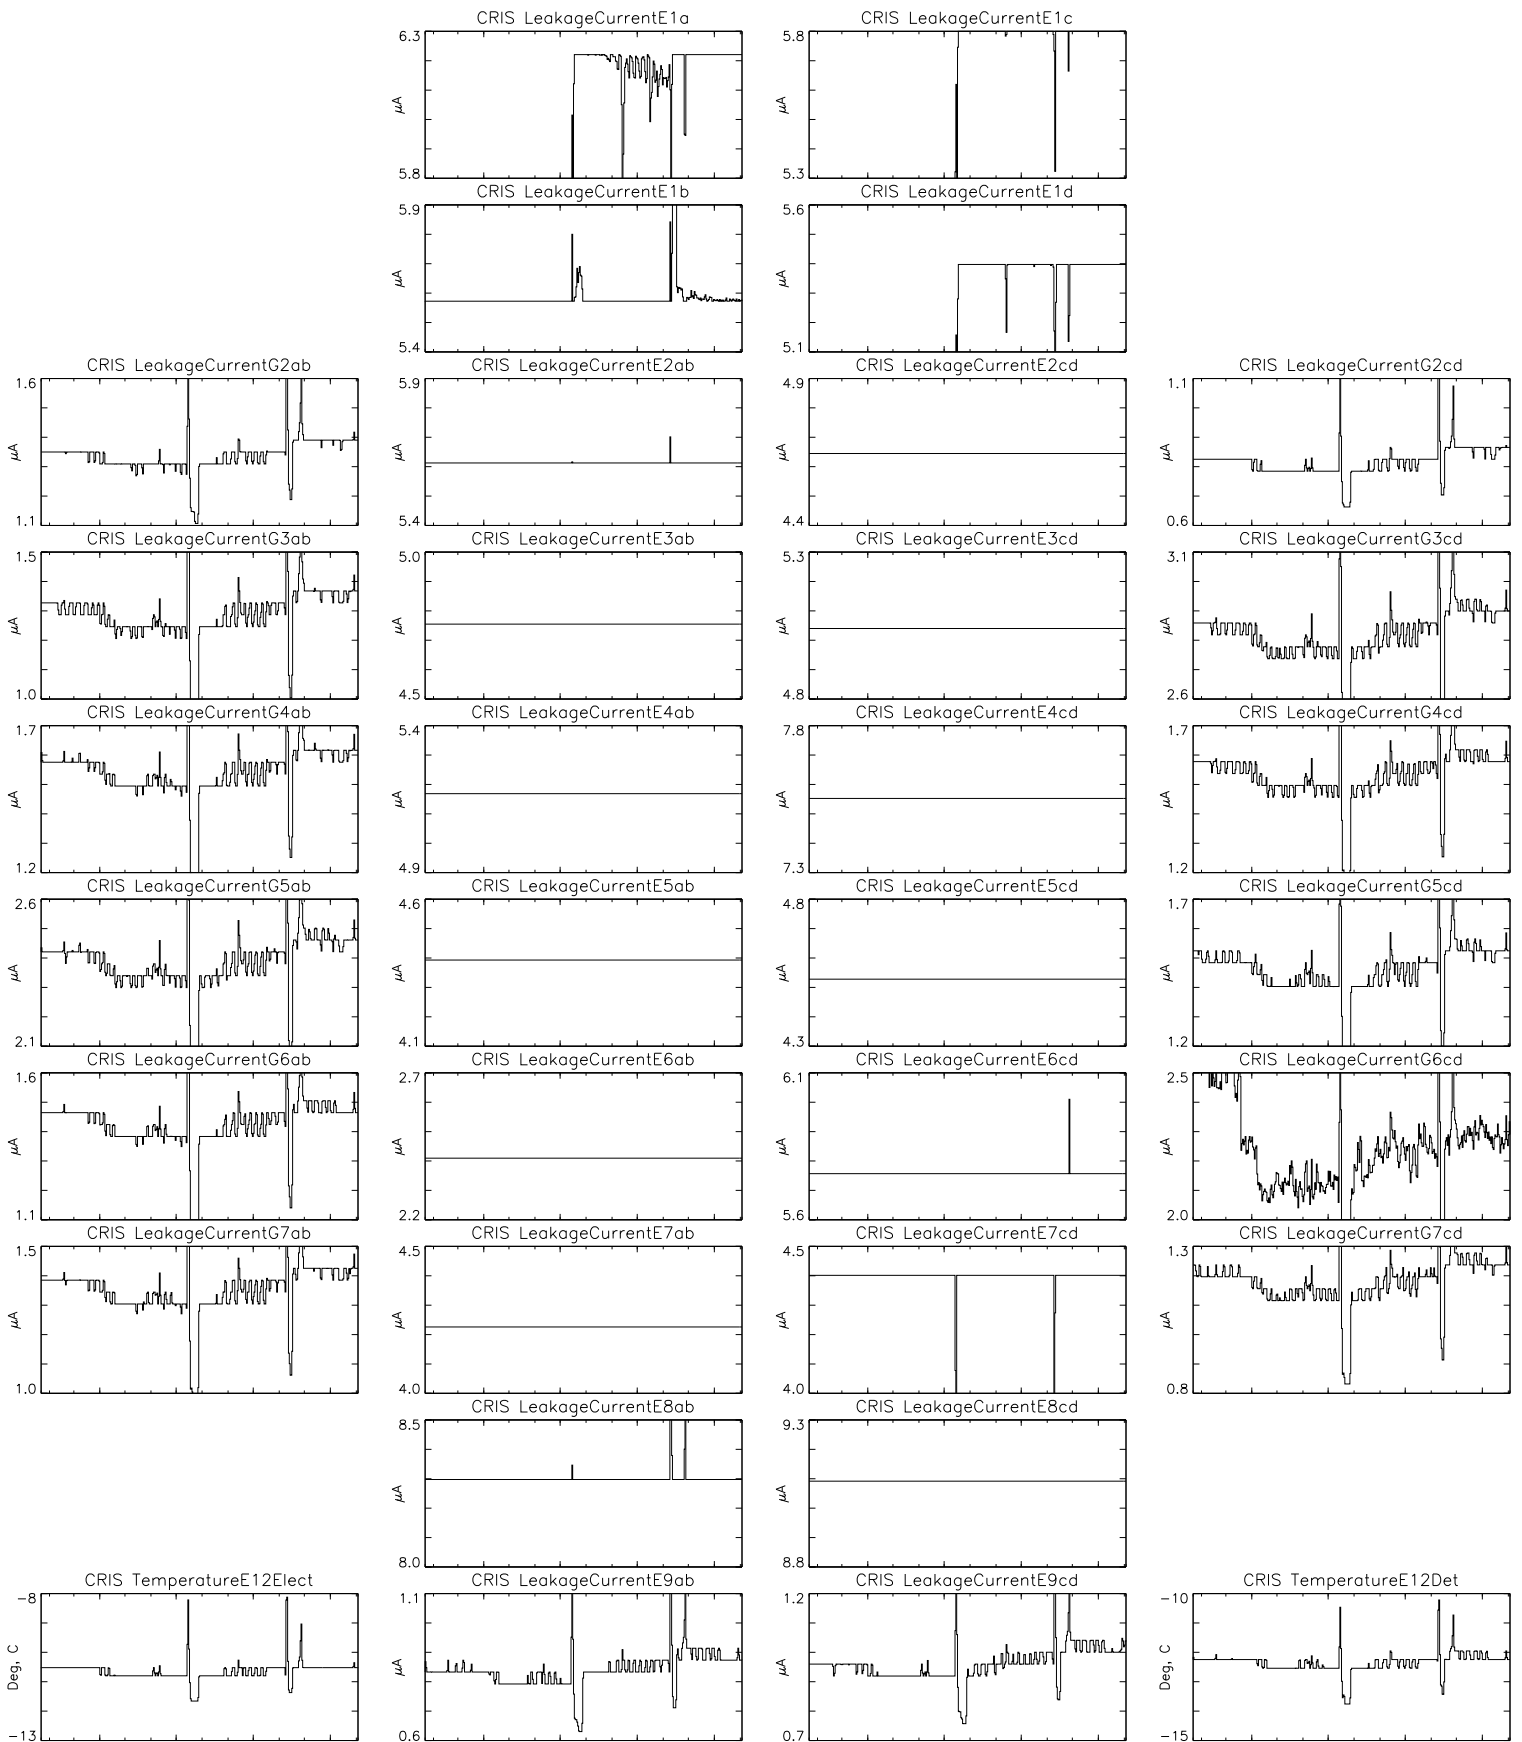 CRIS LeakageCurrentE1a
CRIS LeakageCurrentE1c
6.3
μA
5.8
5.8
μA
5.3
CRIS LeakageCurrentE1b
CRIS LeakageCurrentE1d
5.9
μA
5.4
5.6
μA
5.1
CRIS LeakageCurrentG2ab
CRIS LeakageCurrentE2ab
CRIS LeakageCurrentE2cd
CRIS LeakageCurrentG2cd
1.6
μA
1.1
5.9
μA
5.4
4.9
μA
4.4
1.1
μA
0.6
CRIS LeakageCurrentG3ab
CRIS LeakageCurrentE3ab
CRIS LeakageCurrentE3cd
CRIS LeakageCurrentG3cd
1.5
μA
1.0
5.0
μA
4.5
5.3
μA
4.8
3.1
μA
2.6
CRIS LeakageCurrentG4ab
CRIS LeakageCurrentE4ab
CRIS LeakageCurrentE4cd
CRIS LeakageCurrentG4cd
1.7
μA
1.2
5.4
μA
4.9
7.8
μA
7.3
1.7
μA
1.2
CRIS LeakageCurrentG5ab
CRIS LeakageCurrentE5ab
CRIS LeakageCurrentE5cd
CRIS LeakageCurrentG5cd
2.6
μA
2.1
4.6
μA
4.1
4.8
μA
4.3
1.7
μA
1.2
CRIS LeakageCurrentG6ab
CRIS LeakageCurrentE6ab
CRIS LeakageCurrentE6cd
CRIS LeakageCurrentG6cd
1.6
μA
1.1
2.7
μA
2.2
6.1
μA
5.6
2.5
μA
2.0
CRIS LeakageCurrentG7ab
CRIS LeakageCurrentE7ab
CRIS LeakageCurrentE7cd
CRIS LeakageCurrentG7cd
1.5
μA
1.0
4.5
μA
4.0
4.5
μA
4.0
1.3
μA
0.8
CRIS LeakageCurrentE8ab
CRIS LeakageCurrentE8cd
8.5
μA
8.0
9.3
μA
8.8
CRIS TemperatureE12Elect
CRIS LeakageCurrentE9ab
CRIS LeakageCurrentE9cd
CRIS TemperatureE12Det
-8
Deg, C
-13
1.1
μA
0.6
1.2
μA
0.7
-10
Deg, C
-15